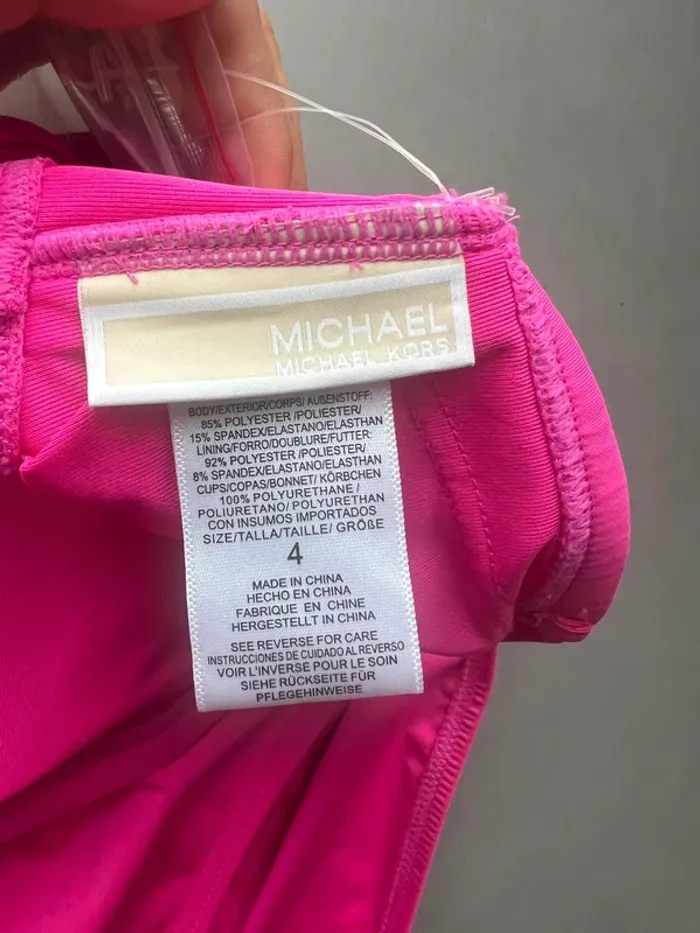 MICHAEL
MICHAEL KORS
BODY/EXTERIOR/CORPS/ AUßENSTOFF:
85% POLYESTER /POLIESTER/
15% SPANDEX/ELASTANO/ELASTHAN
LINING/FORRO/DOUBLURE/FUTTER:
92% POLYESTER /POLIESTER/
8% SPANDEX/ELASTANO/ELASTHAN
CUPS/COPAS/BONNET/ KÖRBCHEN
100% POLYURETHANE /
POLIURETANO/ POLYURETHAN
CON INSUMOS IMPORTADOS
SIZE/TALLA/TAILLE/ GRÖßE
4
MADE IN CHINA
HECHO EN CHINA
FABRIQUE EN CHINE
HERGESTELLT IN CHINA
SEE REVERSE FOR CARE
INSTRUCCIONES DE CUIDADO AL REVERSO
VOIR L'INVERSE POUR LE SOIN
SIEHE RÜCKSEITE FÜR
PFLEGEHINWEISE